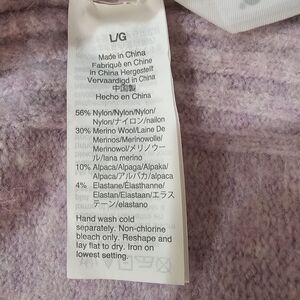 L/G
Made in China
Fabriqué en Chine
in China Hergestellt
Vervaardigd in China
中国製
Hecho en China
56% Nylon/Nylon/Nylon/
Nylon/ナイロン/nailon
30% Merino Wool/Laine De
Merinos/Merinowolle/
Merinowol/メリノウー
ル/lana merino
10% Alpaca/Alpaga/Alpaka/
Alpaca/アルパカ/alpaca
4% Elastane/Élasthanne/
Elastan/Elastaan/エラス
テーン/elastano
Hand wash cold
separately. Non-chlorine
bleach only. Reshape and
lay flat to dry. Iron on
lowest setting.